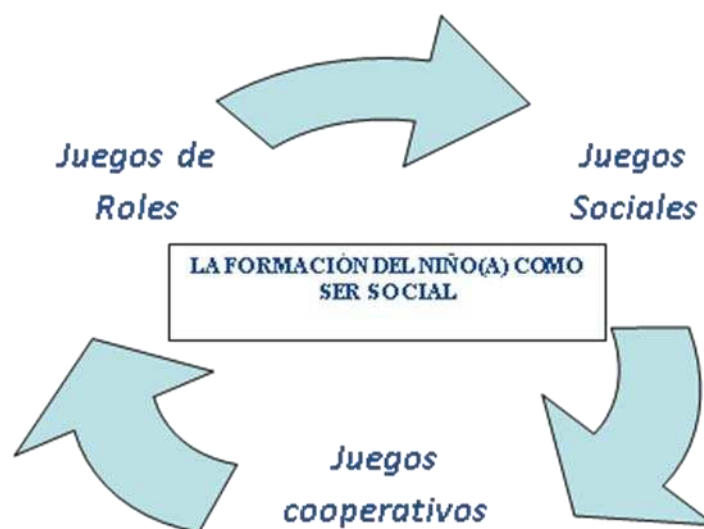 Juegos de
Roles
Juegos
Sociales
LA FORMACIÓN DEL NIÑO(A) COMO
SER SOCIAL
Juegos
cooperativos